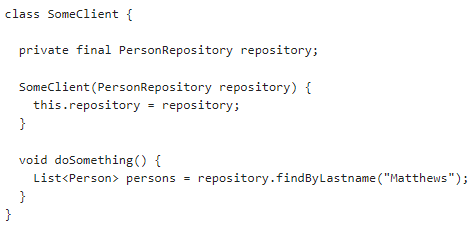 class SomeClient {
  private final PersonRepository repository;
  SomeClient(PersonRepository repository) {
    this.repository = repository;
  }
  void doSomething() {
    List<Person> persons = repository.findByLastname("Matthews");
  }
}